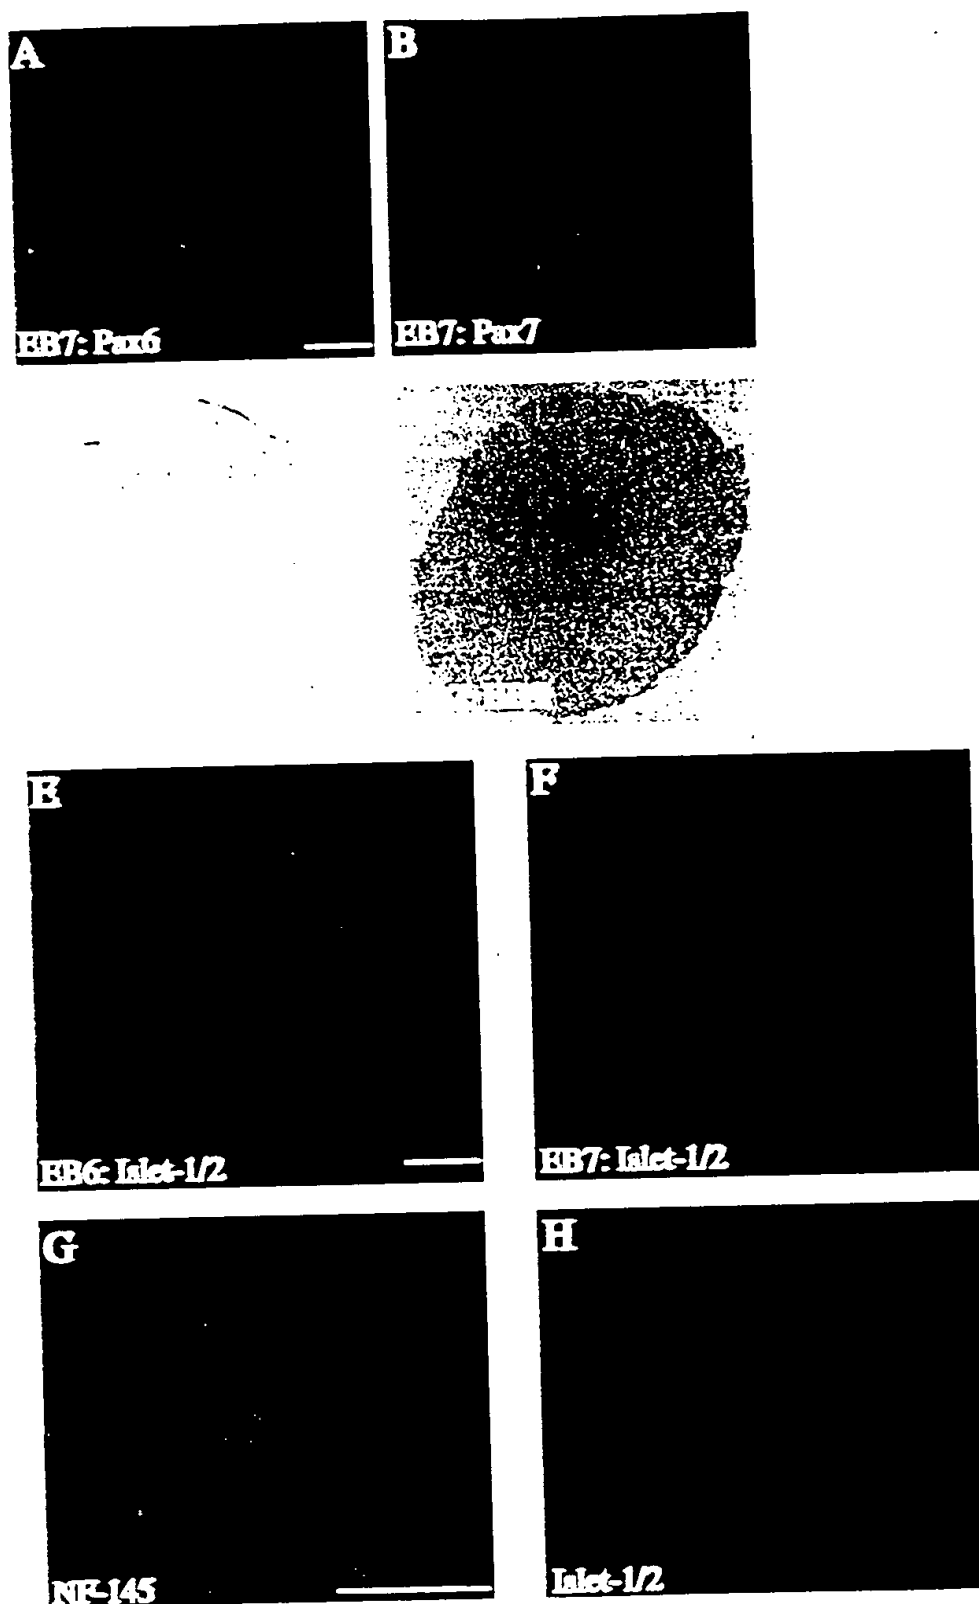 A
B
EB7: Pax6
EB7: Pax7
E
F
EB6: Islet-1/2
EB7: Islet-1/2
G
H
NF-145
Islet-1/2